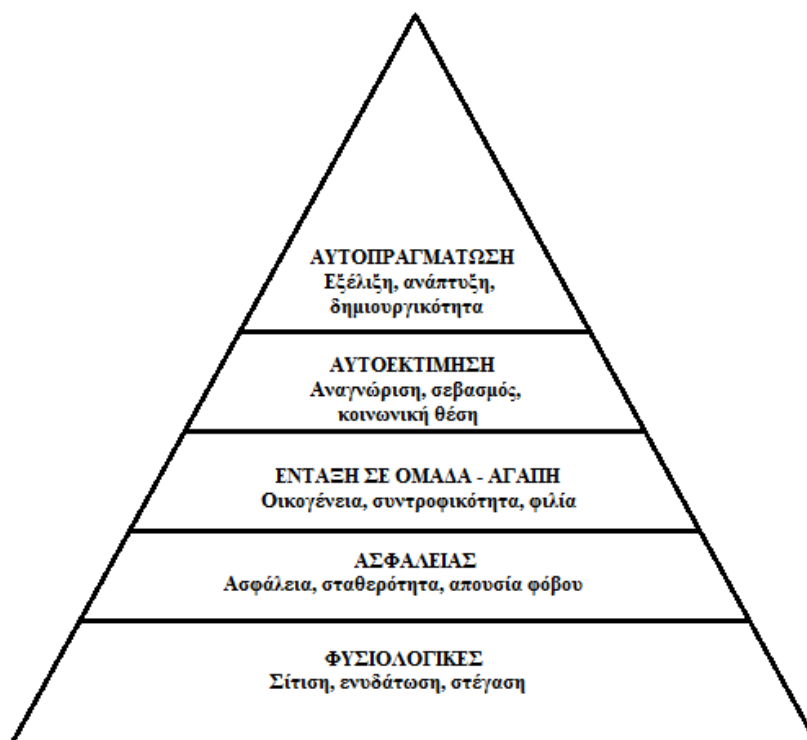 ΑΥΤΟΠΡΑΓΜΑΤΩΣΗ
Εξέλιξη, ανάπτυξη,
δημιουργικότητα
ΑΥΤΟΕΚΤΙΜΗΣΗ
Αναγνώριση, σεβασμός,
κοινωνική θέση
ΕΝΤΑΞΗ ΣΕ ΟΜΑΔΑ - ΑΓΑΠΗ
Οικογένεια, συντροφικότητα, φιλία
ΑΣΦΑΛΕΙΑΣ
Ασφάλεια, σταθερότητα, απουσία φόβου
ΦΥΣΙΟΛΟΓΙΚΕΣ
Σίτιση, ενυδάτωση, στέγαση